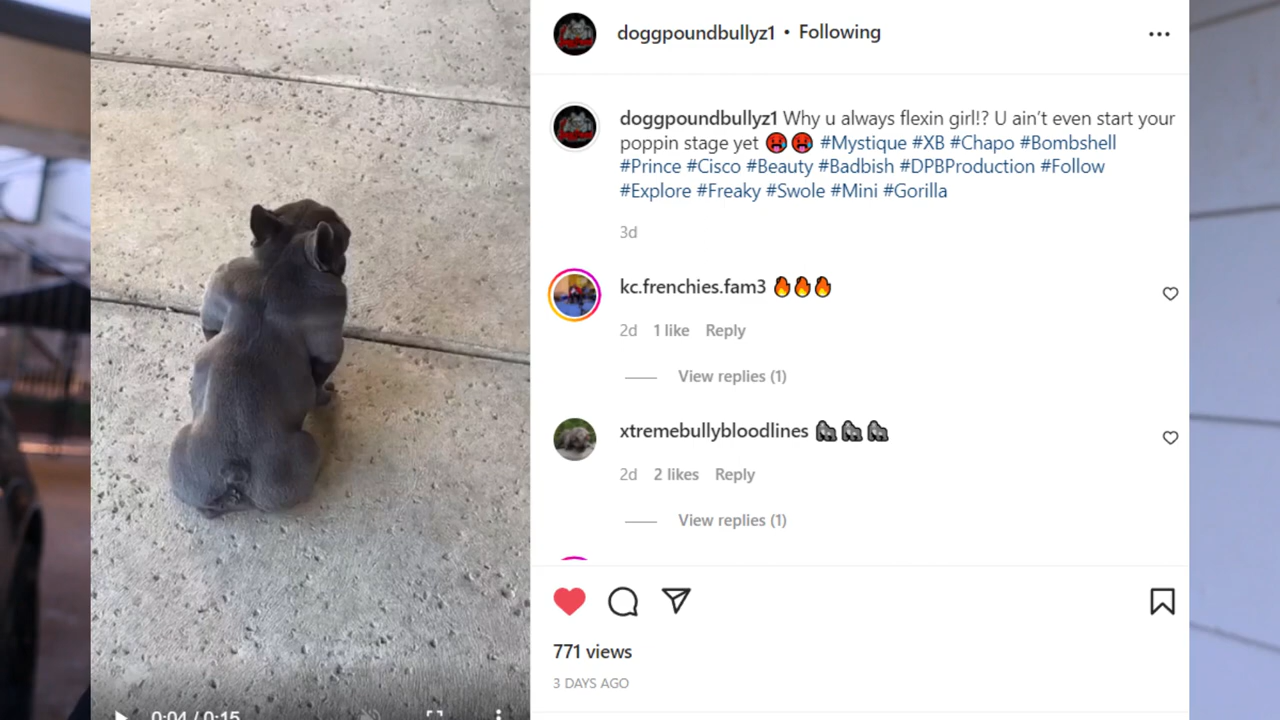 doggpoundbullyz1 • Following
doggpoundbullyz1 Why u always flexin girl!? U ain’t even start your
poppin stage yet 🥵🥵 #Mystique #XB #Chapo #Bombshell
#Prince #Cisco #Beauty #Badbish #DPBProduction #Follow
#Explore #Freaky #Swole #Mini #Gorilla
3d
kc.frenchies.fam3 🔥🔥🔥
2d 1 like Reply
View replies (1)
xtremebullybloodlines 🦍🦍🦍
2d 2 likes Reply
View replies (1)
771 views
3 DAYS AGO
0:04 / 0:15